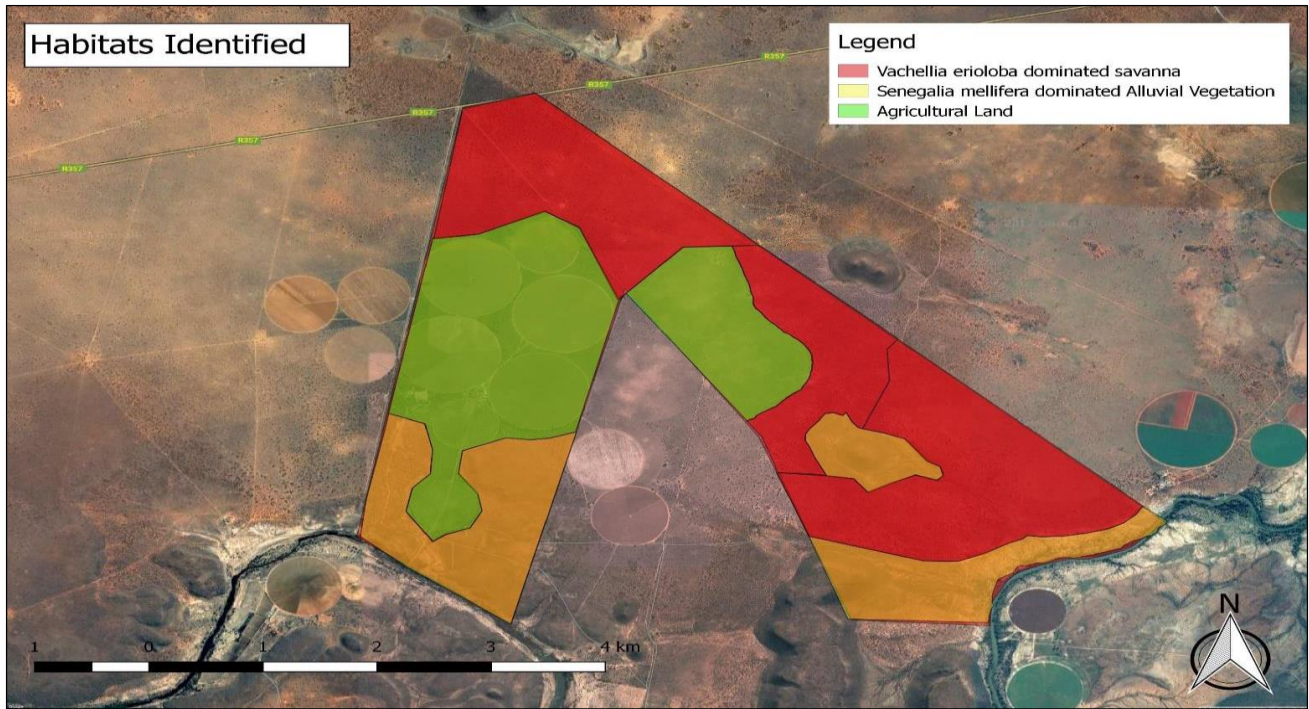 Habitats Identified
Legend
Vachellia erioloba dominated savanna
Senegalia mellifera dominated Alluvial Vegetation
Agricultural Land
R357
R357
R357
R357
R357
1 0 1 2 3 4 km
N